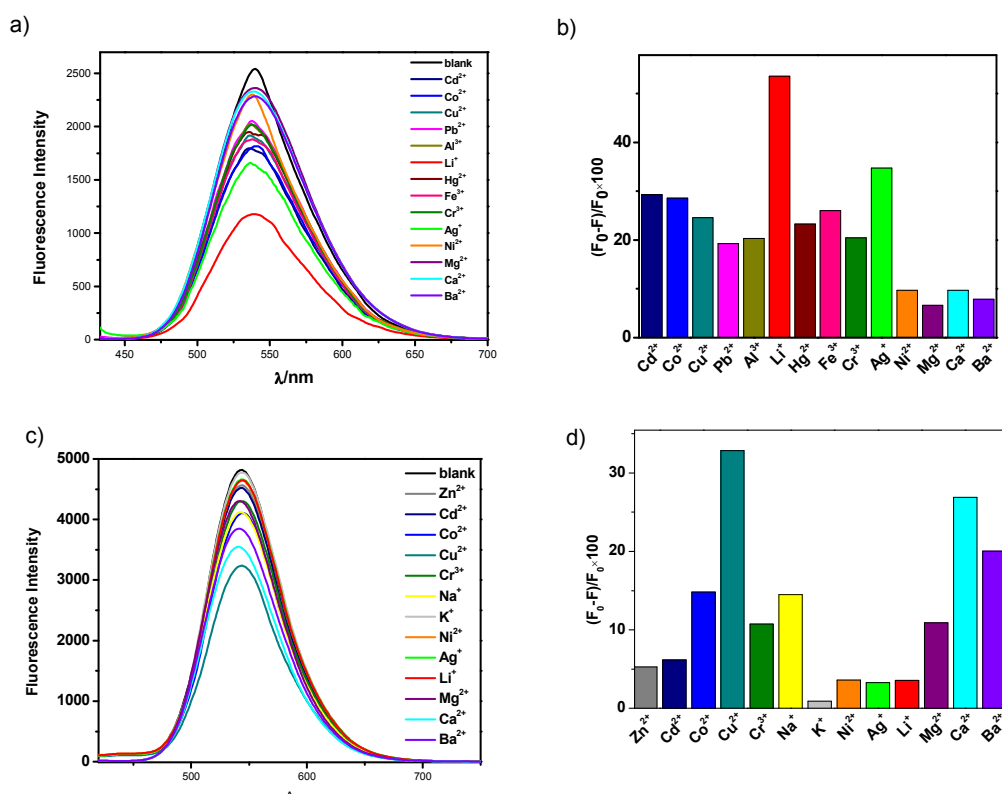 a)
Fluorescence Intensity
2500
2000
1500
1000
500
0
450
500
550
600
650
700
λ/nm
blank
Cd²⁺
Co²⁺
Cu²⁺
Pb²⁺
Al³⁺
Li⁺
Hg²⁺
Fe³⁺
Cr³⁺
Ag⁺
Ni²⁺
Mg²⁺
Ca²⁺
Ba²⁺
b)
(F₀-F)/F₀×100
40
20
0
Cd²⁺
Co²⁺
Cu²⁺
Pb²⁺
Al³⁺
Li⁺
Hg²⁺
Fe³⁺
Cr³⁺
Ag⁺
Ni²⁺
Mg²⁺
Ca²⁺
Ba²⁺
c)
Fluorescence Intensity
5000
4000
3000
2000
1000
0
500
600
700
blank
Zn²⁺
Cd²⁺
Co²⁺
Cu²⁺
Cr³⁺
Na⁺
K⁺
Ni²⁺
Ag⁺
Li⁺
Mg²⁺
Ca²⁺
Ba²⁺
d)
(F₀-F)/F₀×100
30
20
10
0
Zn²⁺
Cd²⁺
Co²⁺
Cu²⁺
Cr³⁺
Na⁺
K⁺
Ni²⁺
Ag⁺
Li⁺
Mg²⁺
Ca²⁺
Ba²⁺